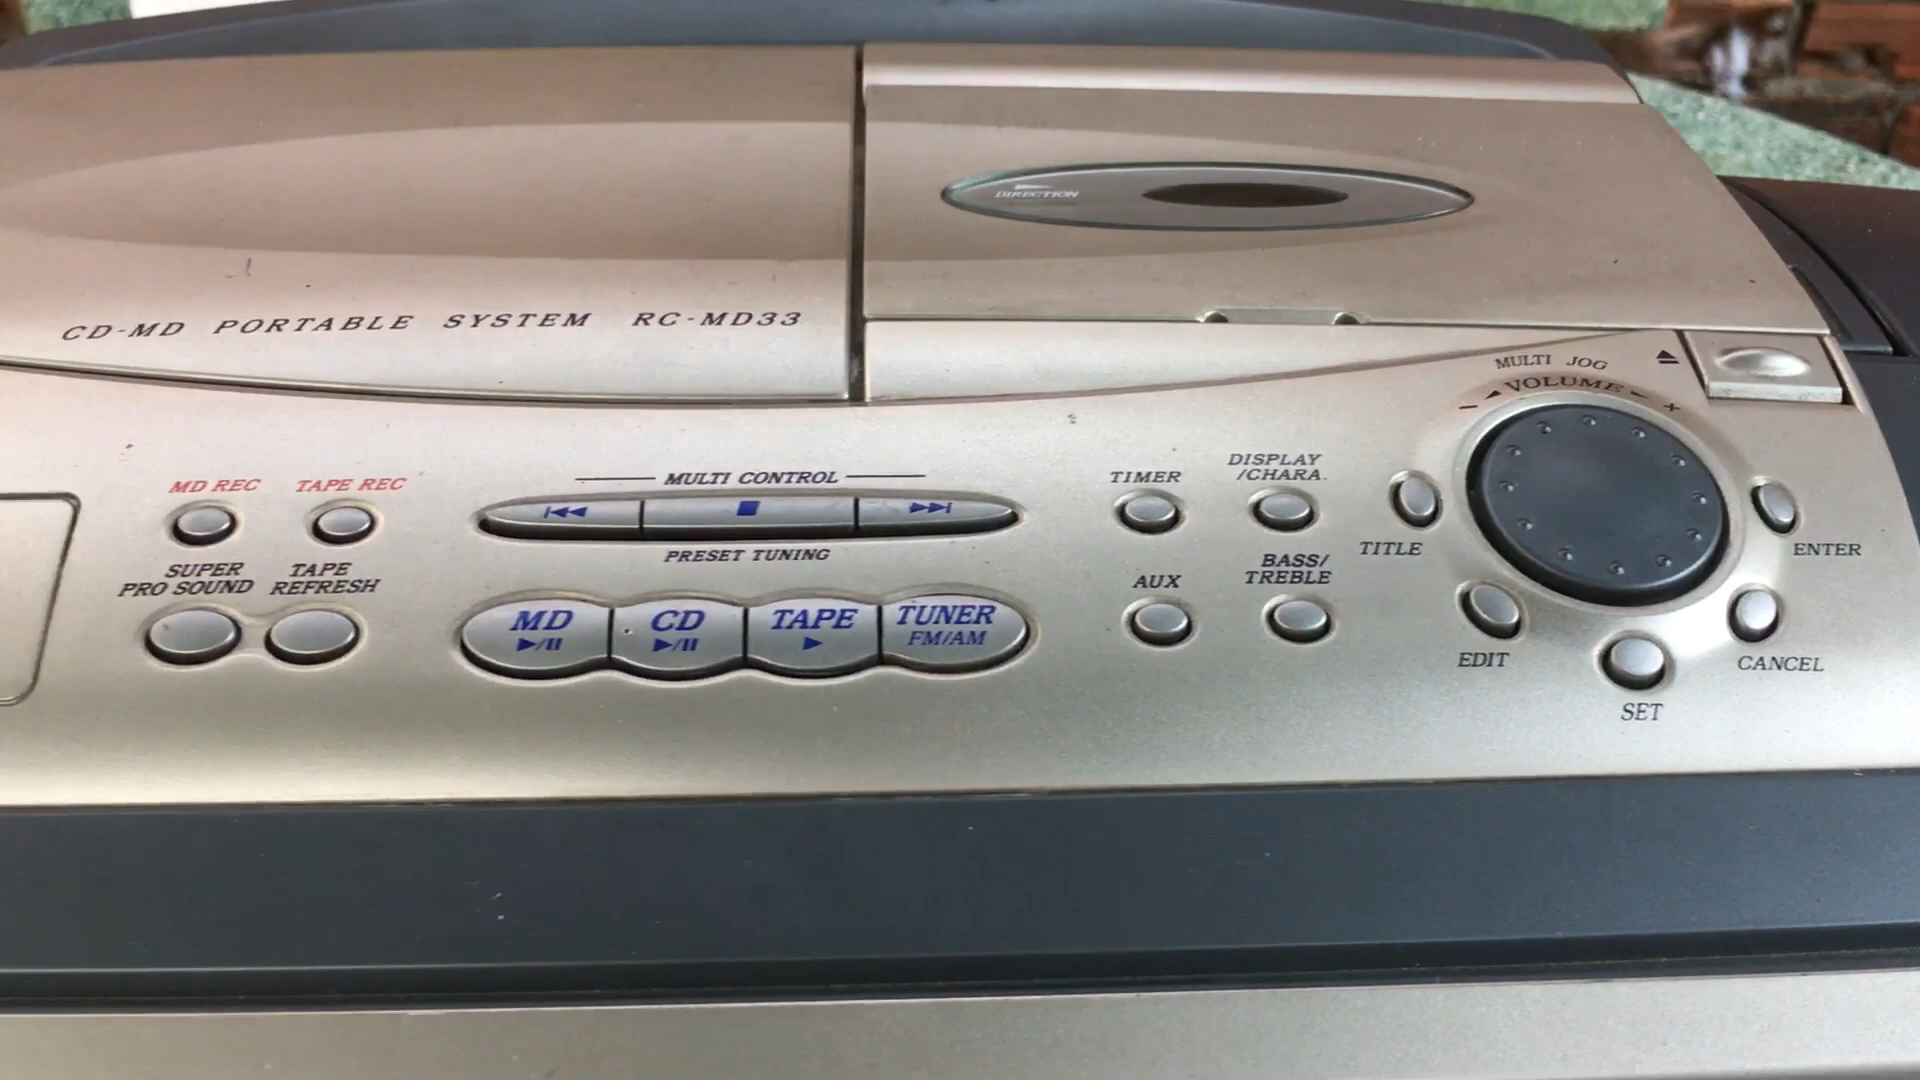 DIRECTION
CD-MD PORTABLE SYSTEM RC-MD33
MULTI JOG
- VOLUME +
MD REC
TAPE REC
MULTI CONTROL
PRESET TUNING
SUPER
PRO SOUND
TAPE
REFRESH
MD
CD
TAPE
TUNER
FM/AM
TIMER
DISPLAY
/CHARA.
AUX
BASS/
TREBLE
TITLE
ENTER
EDIT
CANCEL
SET